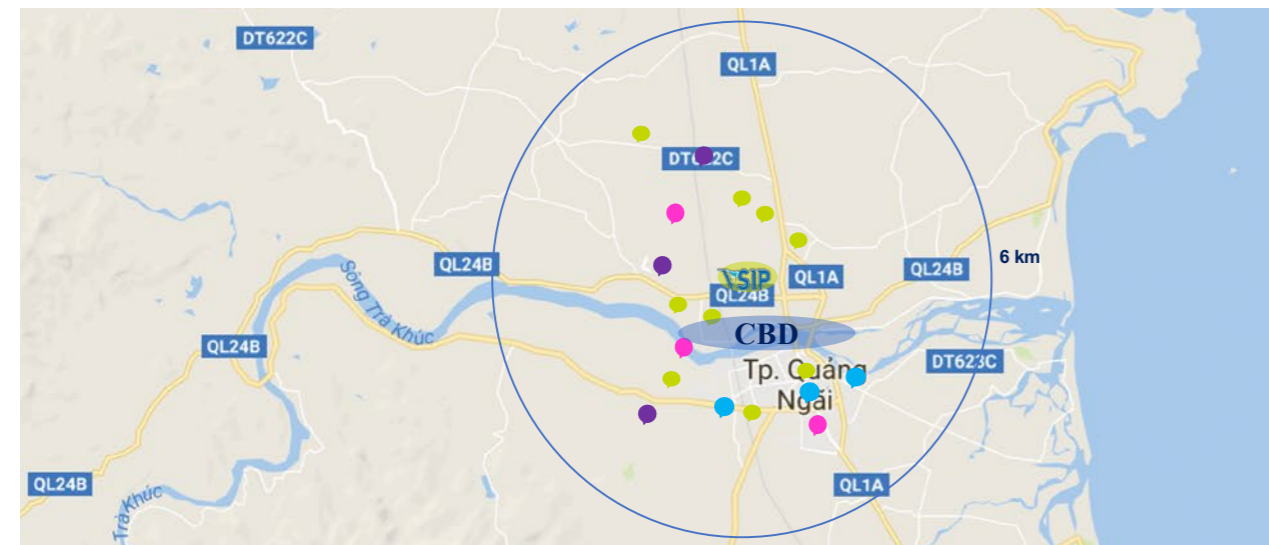 DT622C
QL1A
DT622C
6 km
QL24B
QL24B
VSIP
QL1A
QL24B
Sông Trà Khúc
CBD
QL24B
DT623C
Tp. Quảng
Ngãi
QL24B
QL1A
Trà Khúc